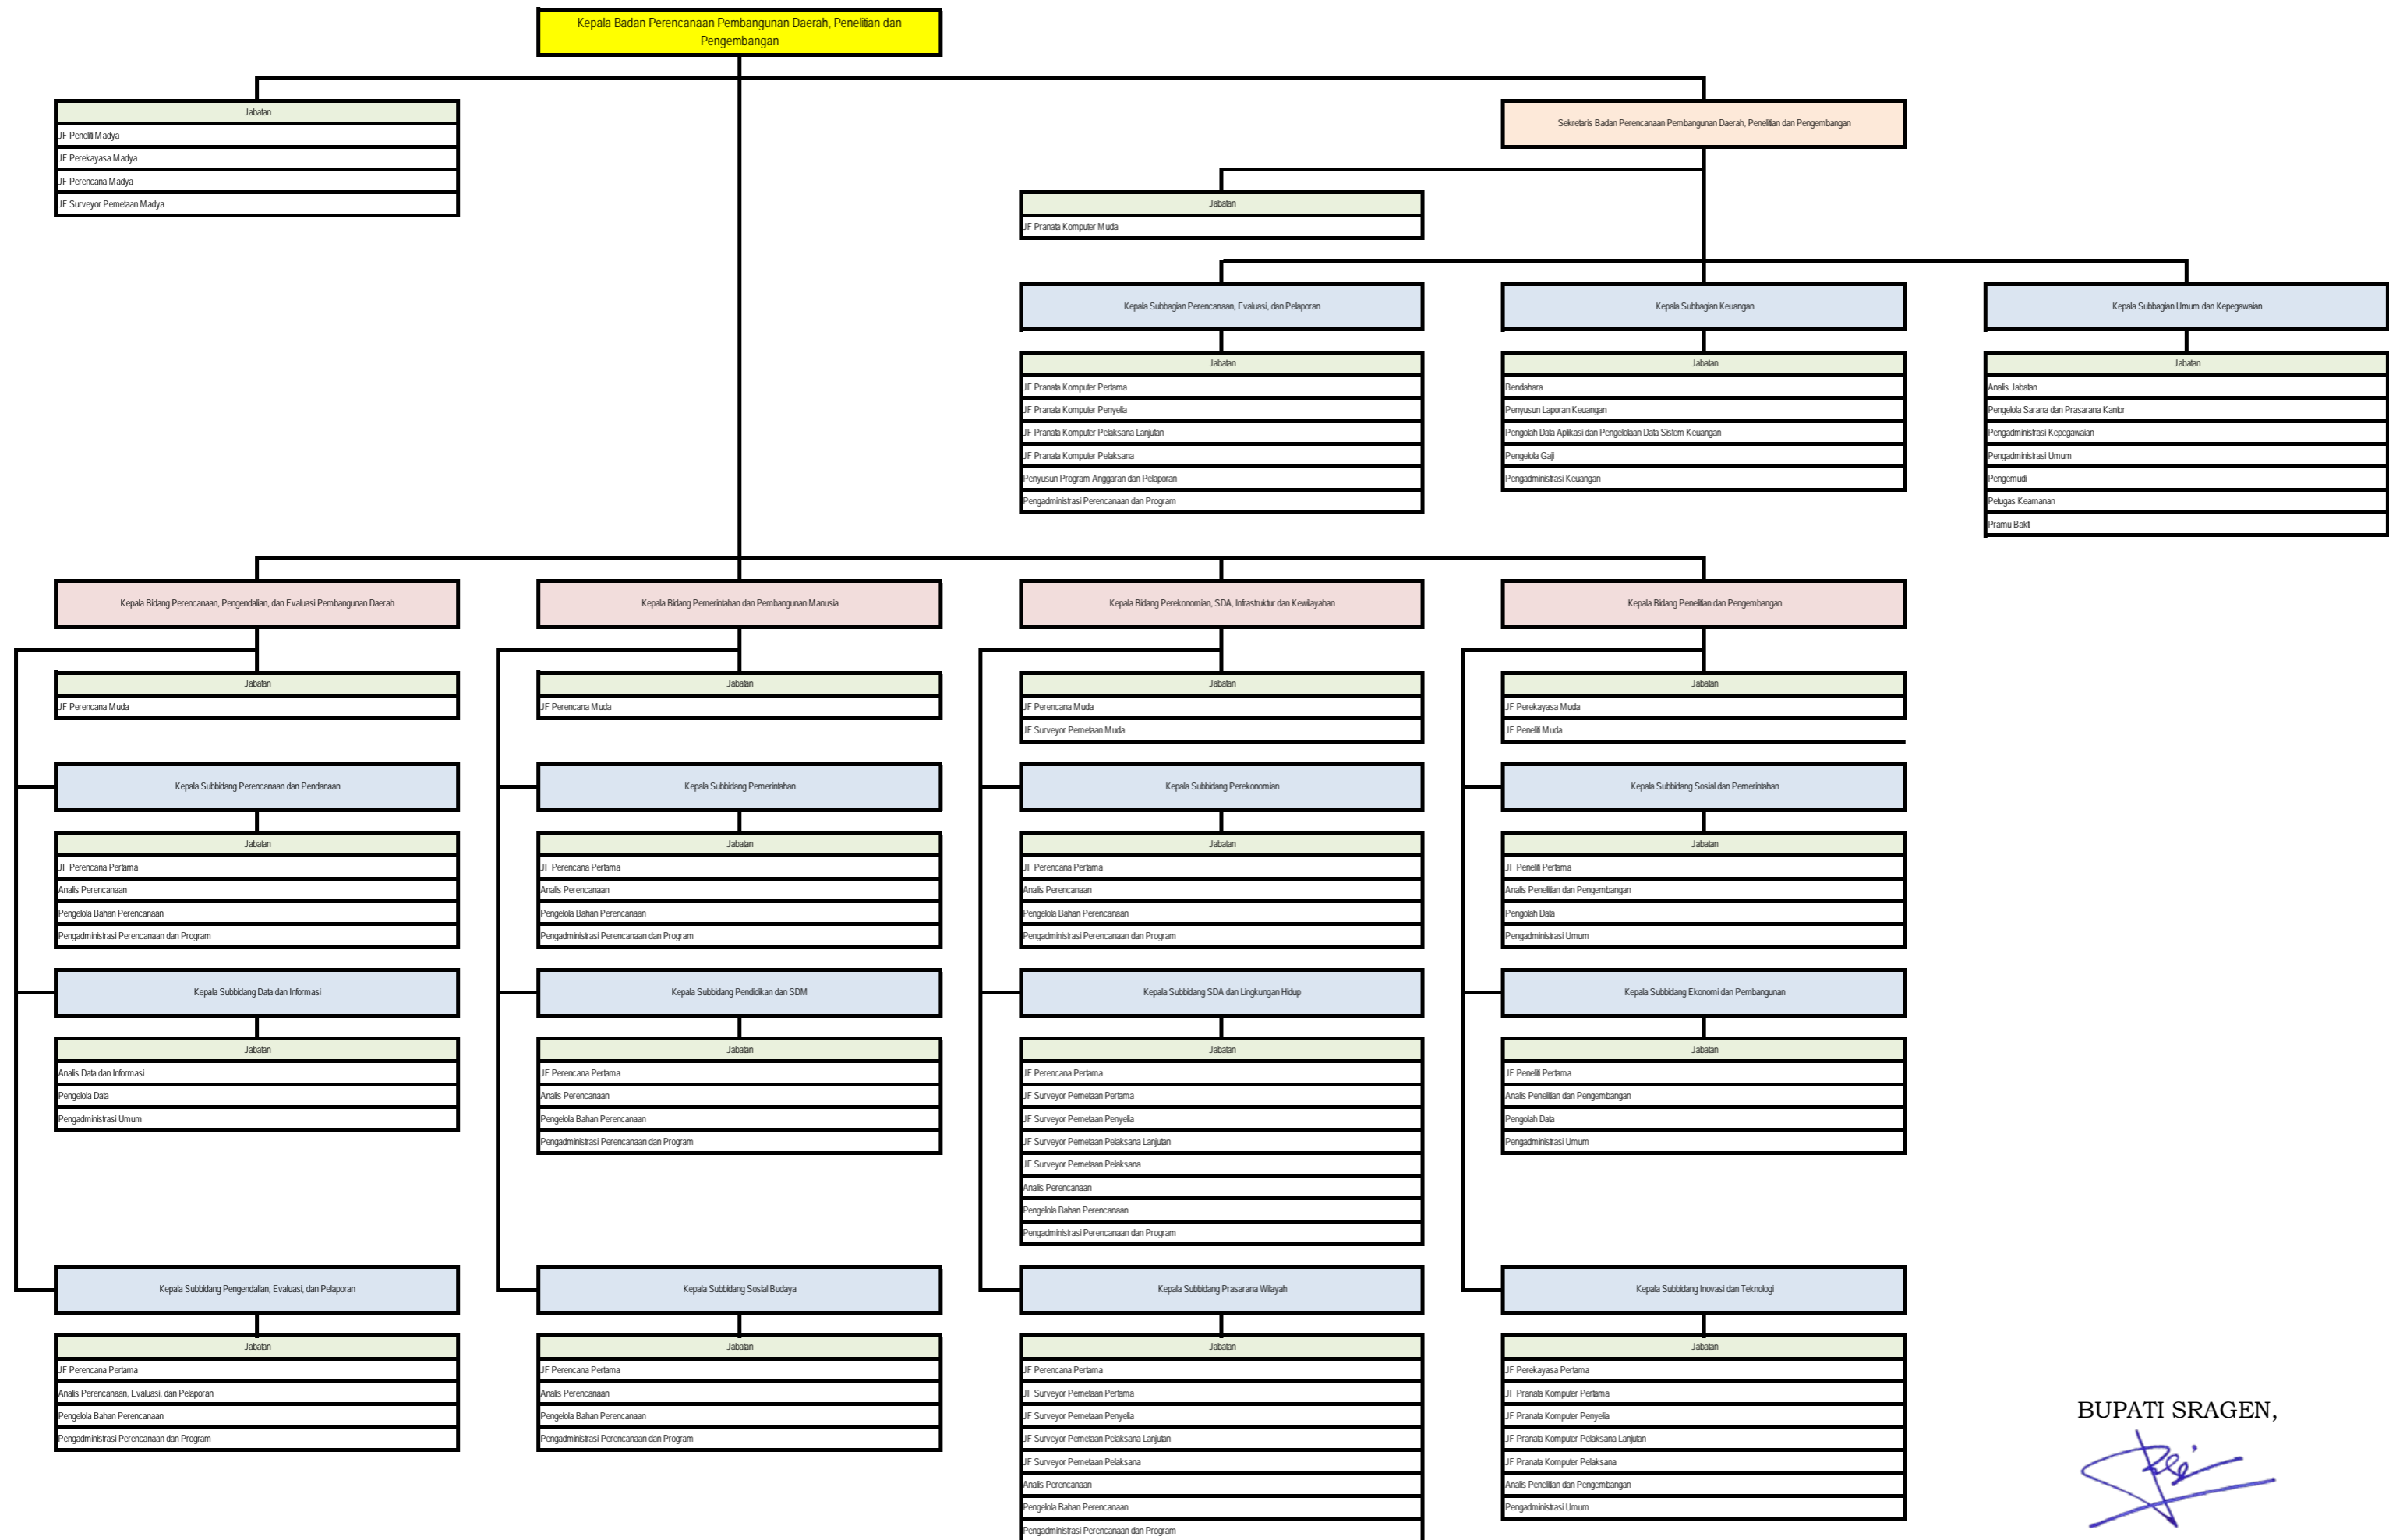 Kepala Badan Perencanaan Pembangunan Daerah, Penelitian dan
Pengembangan
Jabatan
JF Peneliti Madya
JF Perekayasa Madya
JF Perencana Madya
JF Surveyor Pemetaan Madya
Sekretaris Badan Perencanaan Pembangunan Daerah, Penelitian dan Pengembangan
Jabatan
JF Pranata Komputer Muda
Kepala Subbagian Perencanaan, Evaluasi, dan Pelaporan
Jabatan
JF Pranata Komputer Pertama
JF Pranata Komputer Penyelia
JF Pranata Komputer Pelaksana Lanjutan
JF Pranata Komputer Pelaksana
Penyusun Program Anggaran dan Pelaporan
Pengadministrasi Perencanaan dan Program
Kepala Subbagian Keuangan
Jabatan
Bendahara
Penyusun Laporan Keuangan
Pengolah Data Aplikasi dan Pengelolaan Data Sistem Keuangan
Pengelola Gaji
Pengadministrasi Keuangan
Kepala Subbagian Umum dan Kepegawaian
Jabatan
Analis Jabatan
Pengelola Sarana dan Prasarana Kantor
Pengadministrasi Kepegawaian
Pengadministrasi Umum
Pengemudi
Petugas Keamanan
Pramu Bakti
Kepala Bidang Perencanaan, Pengendalian, dan Evaluasi Pembangunan Daerah
Jabatan
JF Perencana Muda
Kepala Subbidang Perencanaan dan Pendanaan
Jabatan
JF Perencana Pertama
Analis Perencanaan
Pengelola Bahan Perencanaan
Pengadministrasi Perencanaan dan Program
Kepala Subbidang Data dan Informasi
Jabatan
Analis Data dan Informasi
Pengelola Data
Pengadministrasi Umum
Kepala Subbidang Pengendalian, Evaluasi, dan Pelaporan
Jabatan
JF Perencana Pertama
Analis Perencanaan, Evaluasi, dan Pelaporan
Pengelola Bahan Perencanaan
Pengadministrasi Perencanaan dan Program
Kepala Bidang Pemerintahan dan Pembangunan Manusia
Jabatan
JF Perencana Muda
Kepala Subbidang Pemerintahan
Jabatan
JF Perencana Pertama
Analis Perencanaan
Pengelola Bahan Perencanaan
Pengadministrasi Perencanaan dan Program
Kepala Subbidang Pendidikan dan SDM
Jabatan
JF Perencana Pertama
Analis Perencanaan
Pengelola Bahan Perencanaan
Pengadministrasi Perencanaan dan Program
Kepala Subbidang Sosial Budaya
Jabatan
JF Perencana Pertama
Analis Perencanaan
Pengelola Bahan Perencanaan
Pengadministrasi Perencanaan dan Program
Kepala Bidang Perekonomian, SDA, Infrastruktur dan Kewilayahan
Jabatan
JF Perencana Muda
JF Surveyor Pemetaan Muda
Kepala Subbidang Perekonomian
Jabatan
JF Perencana Pertama
Analis Perencanaan
Pengelola Bahan Perencanaan
Pengadministrasi Perencanaan dan Program
Kepala Subbidang SDA dan Lingkungan Hidup
Jabatan
JF Perencana Pertama
JF Surveyor Pemetaan Pertama
JF Surveyor Pemetaan Penyelia
JF Surveyor Pemetaan Pelaksana Lanjutan
JF Surveyor Pemetaan Pelaksana
Analis Perencanaan
Pengelola Bahan Perencanaan
Pengadministrasi Perencanaan dan Program
Kepala Subbidang Prasarana Wilayah
Jabatan
JF Perencana Pertama
JF Surveyor Pemetaan Pertama
JF Surveyor Pemetaan Penyelia
JF Surveyor Pemetaan Pelaksana Lanjutan
JF Surveyor Pemetaan Pelaksana
Analis Perencanaan
Pengelola Bahan Perencanaan
Pengadministrasi Perencanaan dan Program
Kepala Bidang Penelitian dan Pengembangan
Jabatan
JF Perekayasa Muda
JF Peneliti Muda
Kepala Subbidang Sosial dan Pemerintahan
Jabatan
JF Peneliti Pertama
Analis Penelitian dan Pengembangan
Pengolah Data
Pengadministrasi Umum
Kepala Subbidang Ekonomi dan Pembangunan
Jabatan
JF Peneliti Pertama
Analis Penelitian dan Pengembangan
Pengolah Data
Pengadministrasi Umum
Kepala Subbidang Inovasi dan Teknologi
Jabatan
JF Perekayasa Pertama
JF Pranata Komputer Pertama
JF Pranata Komputer Penyelia
JF Pranata Komputer Pelaksana Lanjutan
JF Pranata Komputer Pelaksana
Analis Penelitian dan Pengembangan
Pengadministrasi Umum
BUPATI SRAGEN,